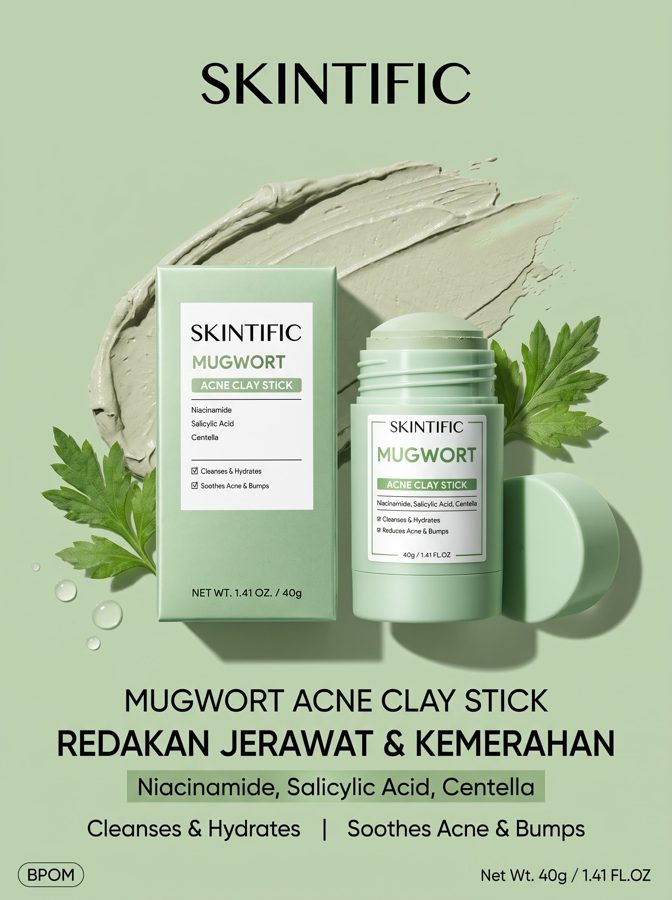 SKINTIFIC
SKINTIFIC
MUGWORT
ACNE CLAY STICK
Niacinamide
Salicylic Acid
Centella
☑ Cleanses & Hydrates
☑ Soothes Acne & Bumps
NET WT. 1.41 OZ. / 40g
SKINTIFIC
MUGWORT
ACNE CLAY STICK
Niacinamide, Salicylic Acid, Centella
☑ Cleanses & Hydrates
☑ Reduces Acne & Bumps
40g / 1.41 FL.OZ
MUGWORT ACNE CLAY STICK
REDAKAN JERAWAT & KEMERAHAN
Niacinamide, Salicylic Acid, Centella
Cleanses & Hydrates | Soothes Acne & Bumps
BPOM
Net Wt. 40g / 1.41 FL.OZ